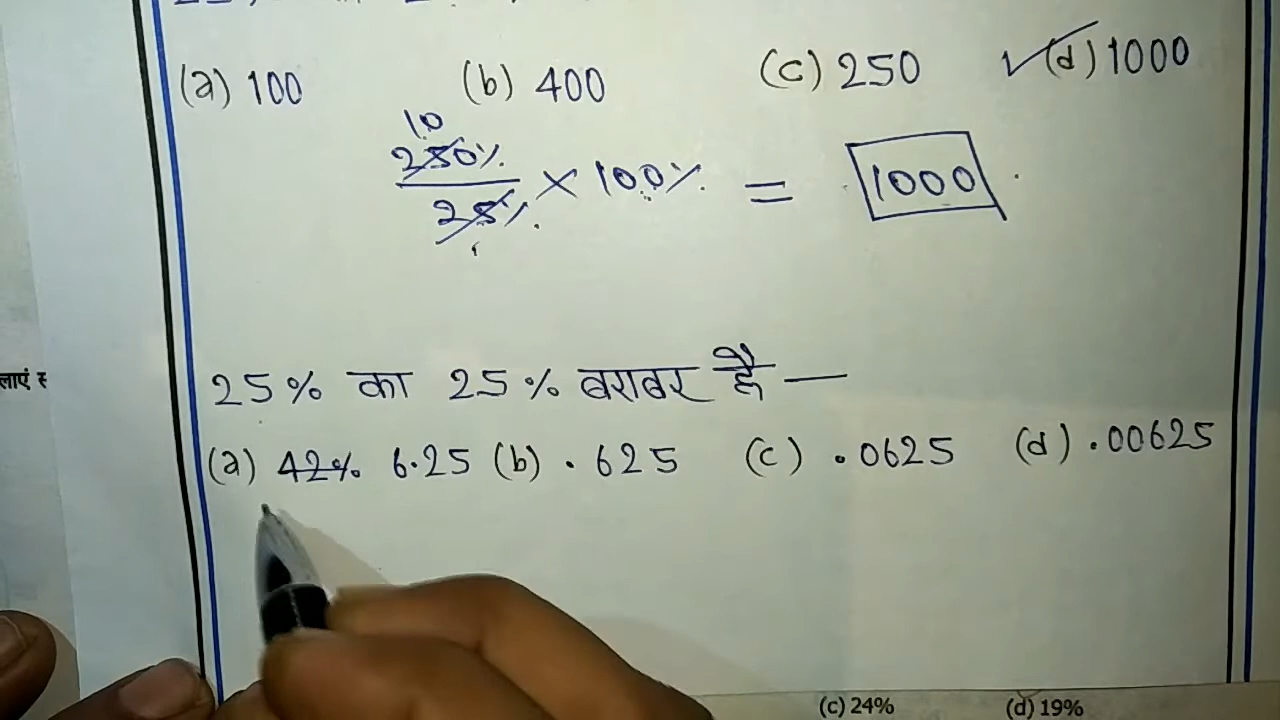 (a) 100 (b) 400 (c) 250 (d) 1000
10
250% / 25% × 100% = 1000
1
25% का 25% बराबर है —
(a) 42% 6.25 (b) .625 (c) .0625 (d) .00625
(c) 24% (d) 19%